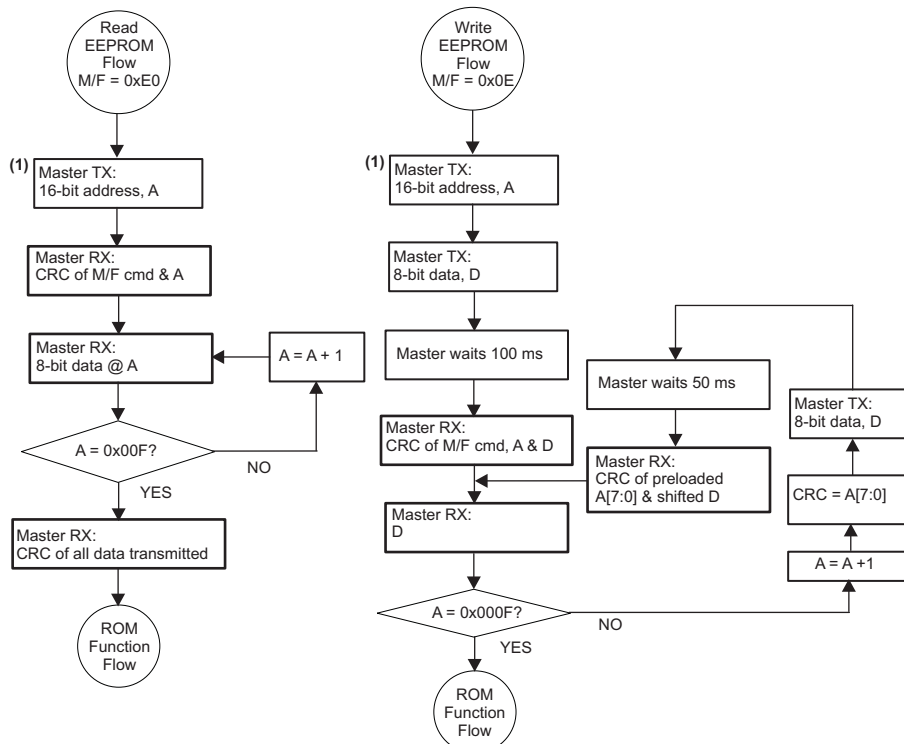 Read
EEPROM
Flow
M/F = 0xE0
(1)
Master TX:
16-bit address, A
Master RX:
CRC of M/F cmd & A
Master RX:
8-bit data @ A
A = A + 1
A = 0x00F?
NO
YES
Master RX:
CRC of all data transmitted
ROM
Function
Flow
Write
EEPROM
Flow
M/F = 0x0E
(1)
Master TX:
16-bit address, A
Master TX:
8-bit data, D
Master waits 100 ms
Master RX:
CRC of M/F cmd, A & D
Master RX:
D
A = 0x000F?
NO
YES
ROM
Function
Flow
Master waits 50 ms
Master RX:
CRC of preloaded
A[7:0] & shifted D
Master TX:
8-bit data, D
CRC = A[7:0]
A = A +1